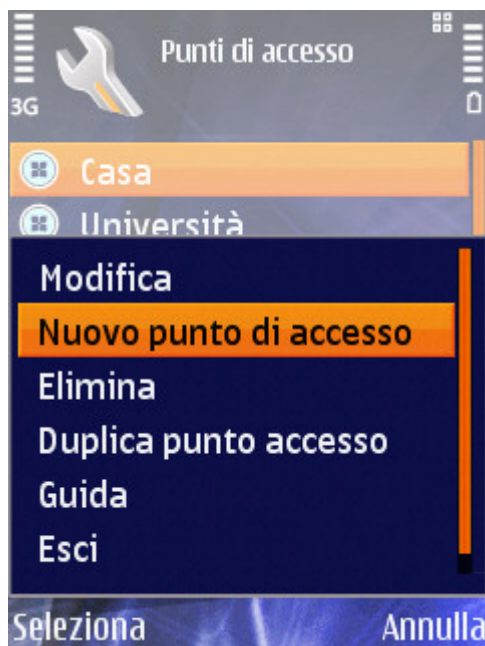 Punti di accesso
3G
Casa
Università
Modifica
Nuovo punto di accesso
Elimina
Duplica punto accesso
Guida
Esci
Seleziona
Annulla